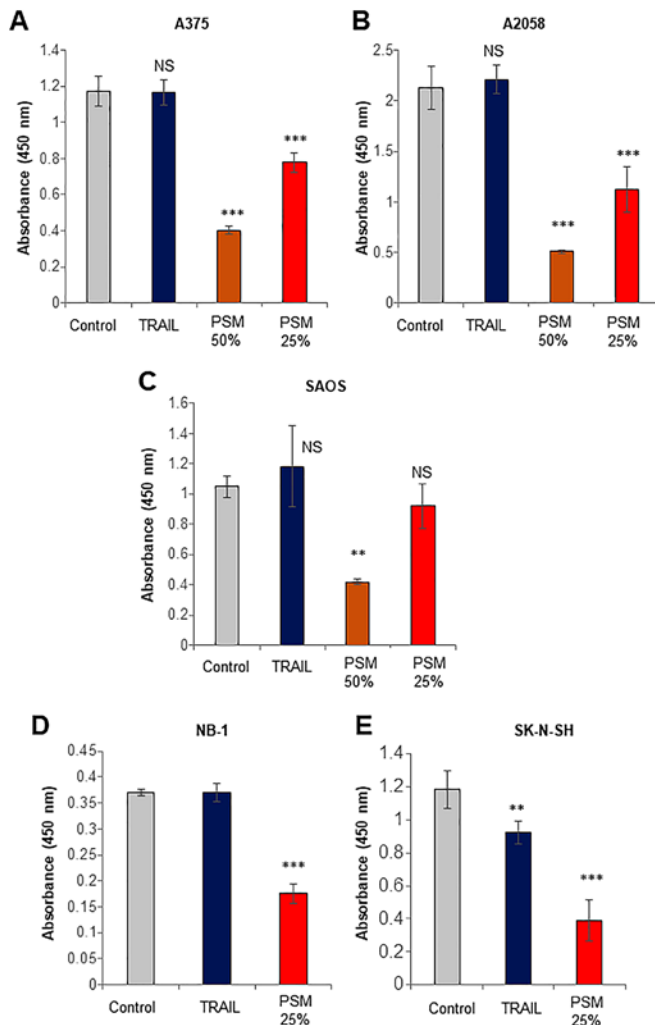 A
A375
Absorbance (450 nm)
1.4
1.2
1
0.8
0.6
0.4
0.2
0
NS
***
***
Control
TRAIL
PSM
50%
PSM
25%
B
A2058
Absorbance (450 nm)
2.5
2
1.5
1
0.5
0
NS
***
***
Control
TRAIL
PSM
50%
PSM
25%
C
SAOS
Absorbance (450 nm)
1.6
1.4
1.2
1
0.8
0.6
0.4
0.2
0
NS
**
NS
Control
TRAIL
PSM
50%
PSM
25%
D
NB-1
Absorbance (450 nm)
0.45
0.4
0.35
0.3
0.25
0.2
0.15
0.1
0.05
0
***
Control
TRAIL
PSM
25%
E
SK-N-SH
Absorbance (450 nm)
1.4
1.2
1
0.8
0.6
0.4
0.2
0
**
***
Control
TRAIL
PSM
25%